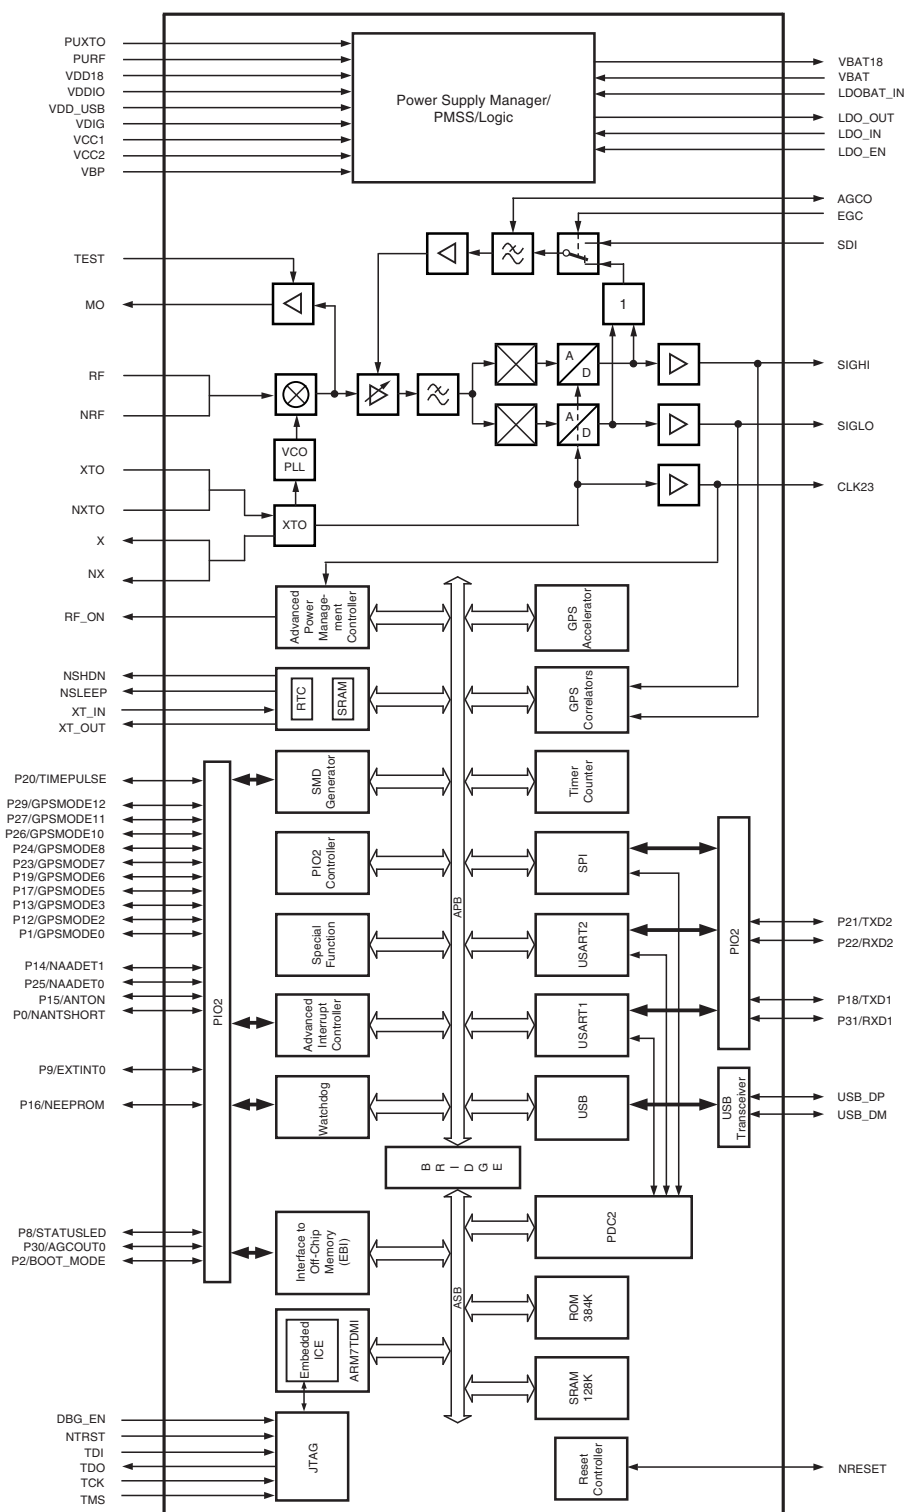 PUXTO
PURF
VDD18
VDDIO
VDD_USB
VDIG
VCC1
VCC2
VBP
Power Supply Manager/
PMSS/Logic
VBAT18
VBAT
LDOBAT_IN
LDO_OUT
LDO_IN
LDO_EN
AGCO
EGC
SDI
TEST
MO
1
RF
NRF
A
D
A
D
SIGHI
SIGLO
VCO
PLL
XTO
NXTO
X
NX
XTO
CLK23
RF_ON
Advanced
Power
Manage-
ment
Controller
GPS
Accelerator
NSHDN
NSLEEP
XT_IN
XT_OUT
RTC
SRAM
GPS
Correlators
P20/TIMEPULSE
P29/GPSMODE12
P27/GPSMODE11
P26/GPSMODE10
P24/GPSMODE8
P23/GPSMODE7
P19/GPSMODE6
P17/GPSMODE5
P13/GPSMODE3
P12/GPSMODE2
P1/GPSMODE0
P14/NAADET1
P25/NAADET0
P15/ANTON
P0/NANTSHORT
P9/EXTINT0
P16/NEEPROM
P8/STATUSLED
P30/AGCOUT0
P2/BOOT_MODE
PIO2
SMD
Generator
PIO2
Controller
Special
Function
Advanced
Interrupt
Controller
Watchdog
APB
Timer
Counter
SPI
USART2
USART1
USB
PIO2
P21/TXD2
P22/RXD2
P18/TXD1
P31/RXD1
USB
Transceiver
USB_DP
USB_DM
BRIDGE
Interface to
Off-Chip
Memory
(EBI)
ASB
PDC2
ROM
384K
SRAM
128K
Embedded
ICE
ARM7TDMI
DBG_EN
NTRST
TDI
TDO
TCK
TMS
JTAG
Reset
Controller
NRESET